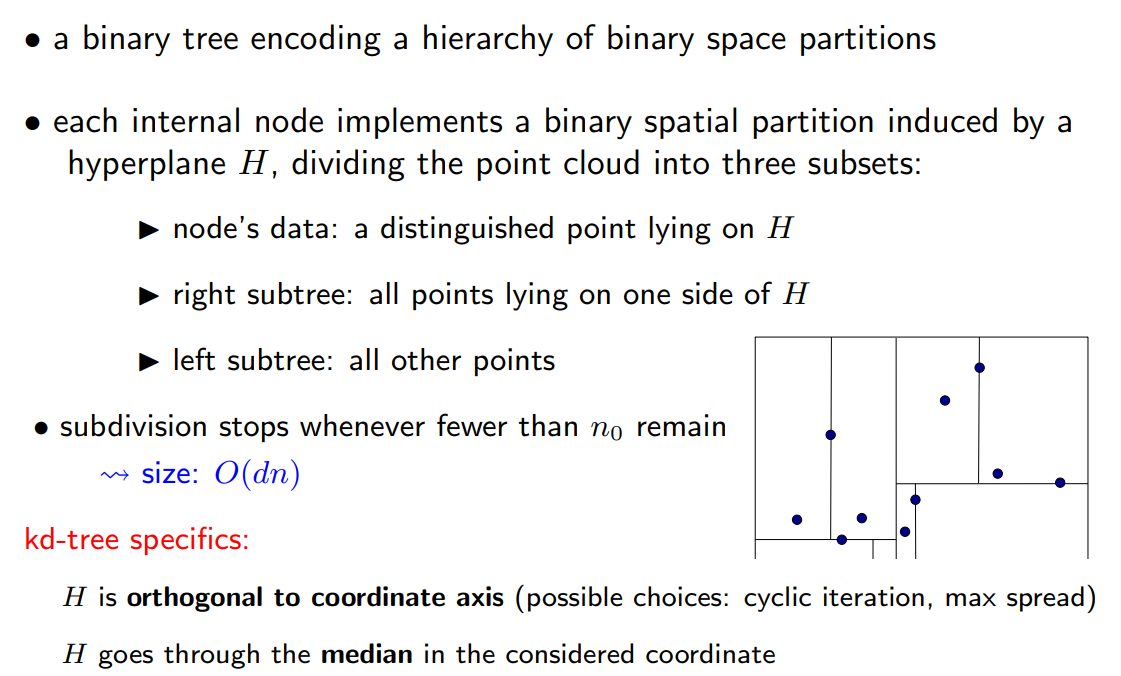 • a binary tree encoding a hierarchy of binary space partitions
• each internal node implements a binary spatial partition induced by a
hyperplane H, dividing the point cloud into three subsets:
▶ node's data: a distinguished point lying on H
▶ right subtree: all points lying on one side of H
▶ left subtree: all other points
• subdivision stops whenever fewer than n₀ remain
⇝ size: O(dn)
kd-tree specifics:
H is orthogonal to coordinate axis (possible choices: cyclic iteration, max spread)
H goes through the median in the considered coordinate